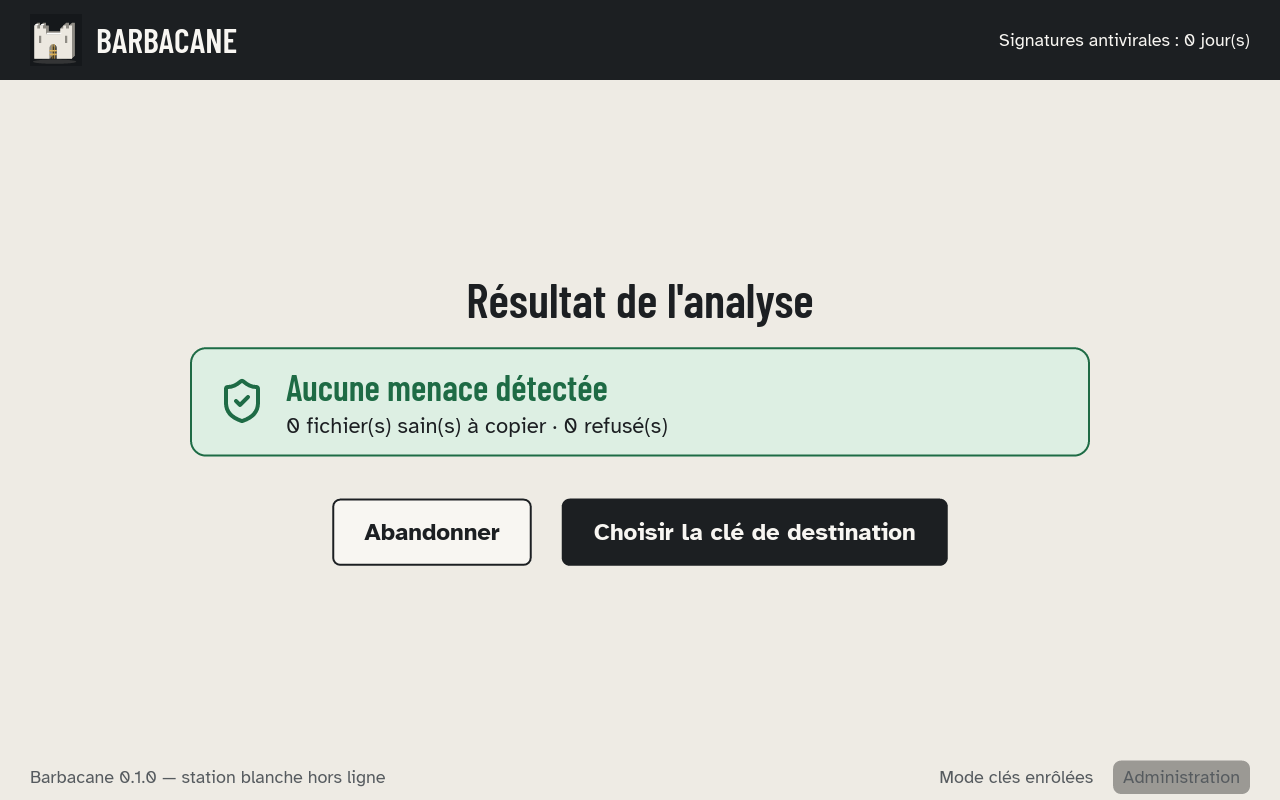 BARBACANE
Signatures antivirales : 0 jour(s)
Résultat de l'analyse
Aucune menace détectée
0 fichier(s) sain(s) à copier · 0 refusé(s)
Abandonner
Choisir la clé de destination
Barbacane 0.1.0 — station blanche hors ligne
Mode clés enrôlées
Administration